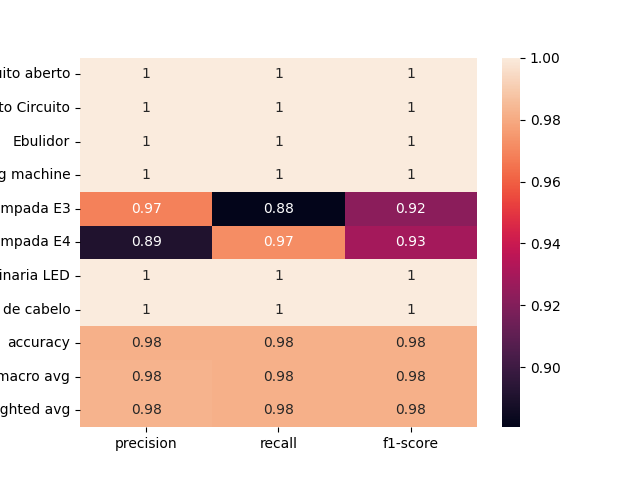 uito aberto 1 1 1
to Circuito 1 1 1
Ebulidor 1 1 1
g machine 1 1 1
mpada E3 0.97 0.88 0.92
mpada E4 0.89 0.97 0.93
inaria LED 1 1 1
de cabelo 1 1 1
accuracy 0.98 0.98 0.98
macro avg 0.98 0.98 0.98
ghted avg 0.98 0.98 0.98
precision recall f1-score
1.00
0.98
0.96
0.94
0.92
0.90